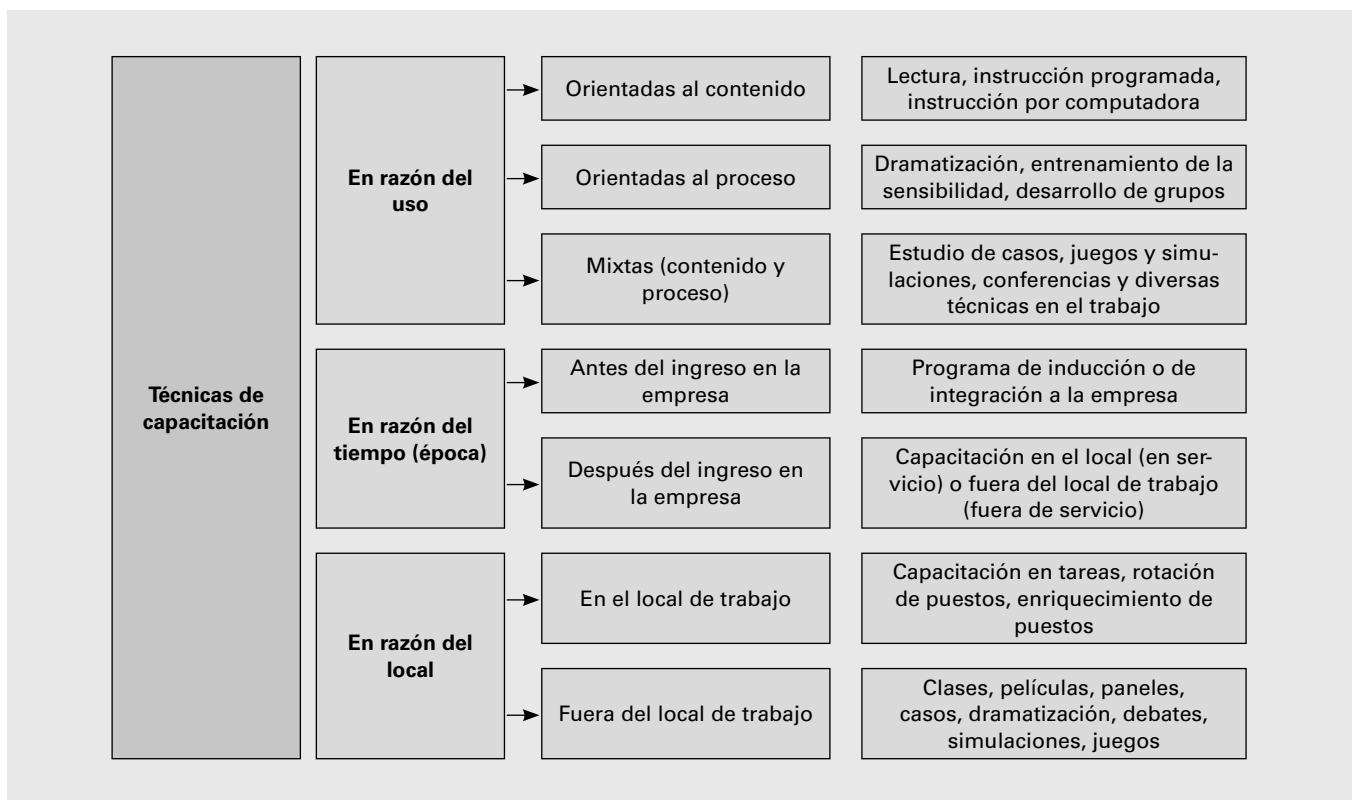 Técnicas de
capacitación
En razón del
uso
Orientadas al contenido
Lectura, instrucción programada,
instrucción por computadora
Orientadas al proceso
Dramatización, entrenamiento de la
sensibilidad, desarrollo de grupos
Mixtas (contenido y
proceso)
Estudio de casos, juegos y simu-
laciones, conferencias y diversas
técnicas en el trabajo
En razón del
tiempo (época)
Antes del ingreso en la
empresa
Programa de inducción o de
integración a la empresa
Después del ingreso en
la empresa
Capacitación en el local (en ser-
vicio) o fuera del local de trabajo
(fuera de servicio)
En razón del
local
En el local de trabajo
Capacitación en tareas, rotación
de puestos, enriquecimiento de
puestos
Fuera del local de trabajo
Clases, películas, paneles,
casos, dramatización, debates,
simulaciones, juegos